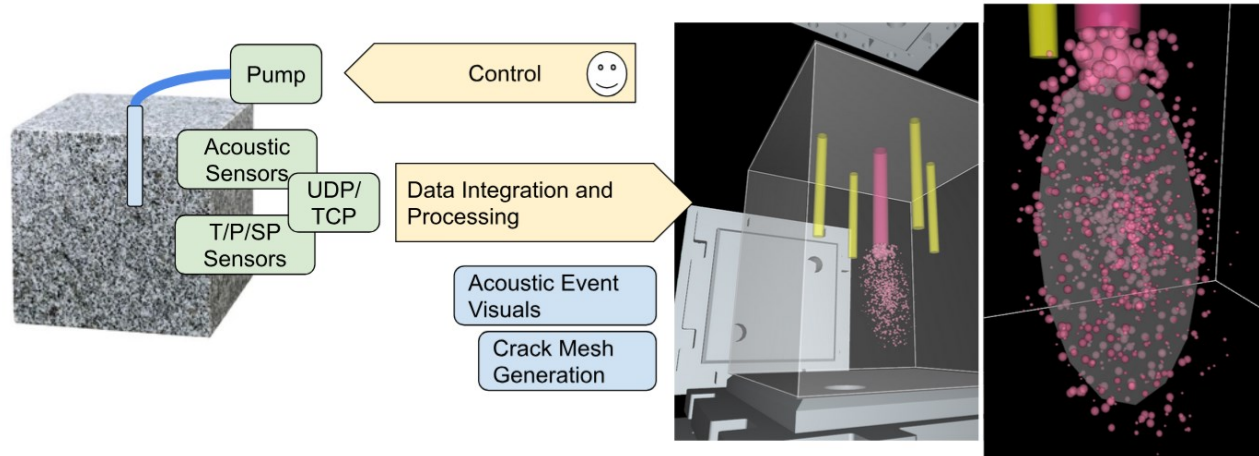 Pump
Control
Acoustic
Sensors
UDP/
TCP
T/P/SP
Sensors
Data Integration and
Processing
Acoustic Event
Visuals
Crack Mesh
Generation